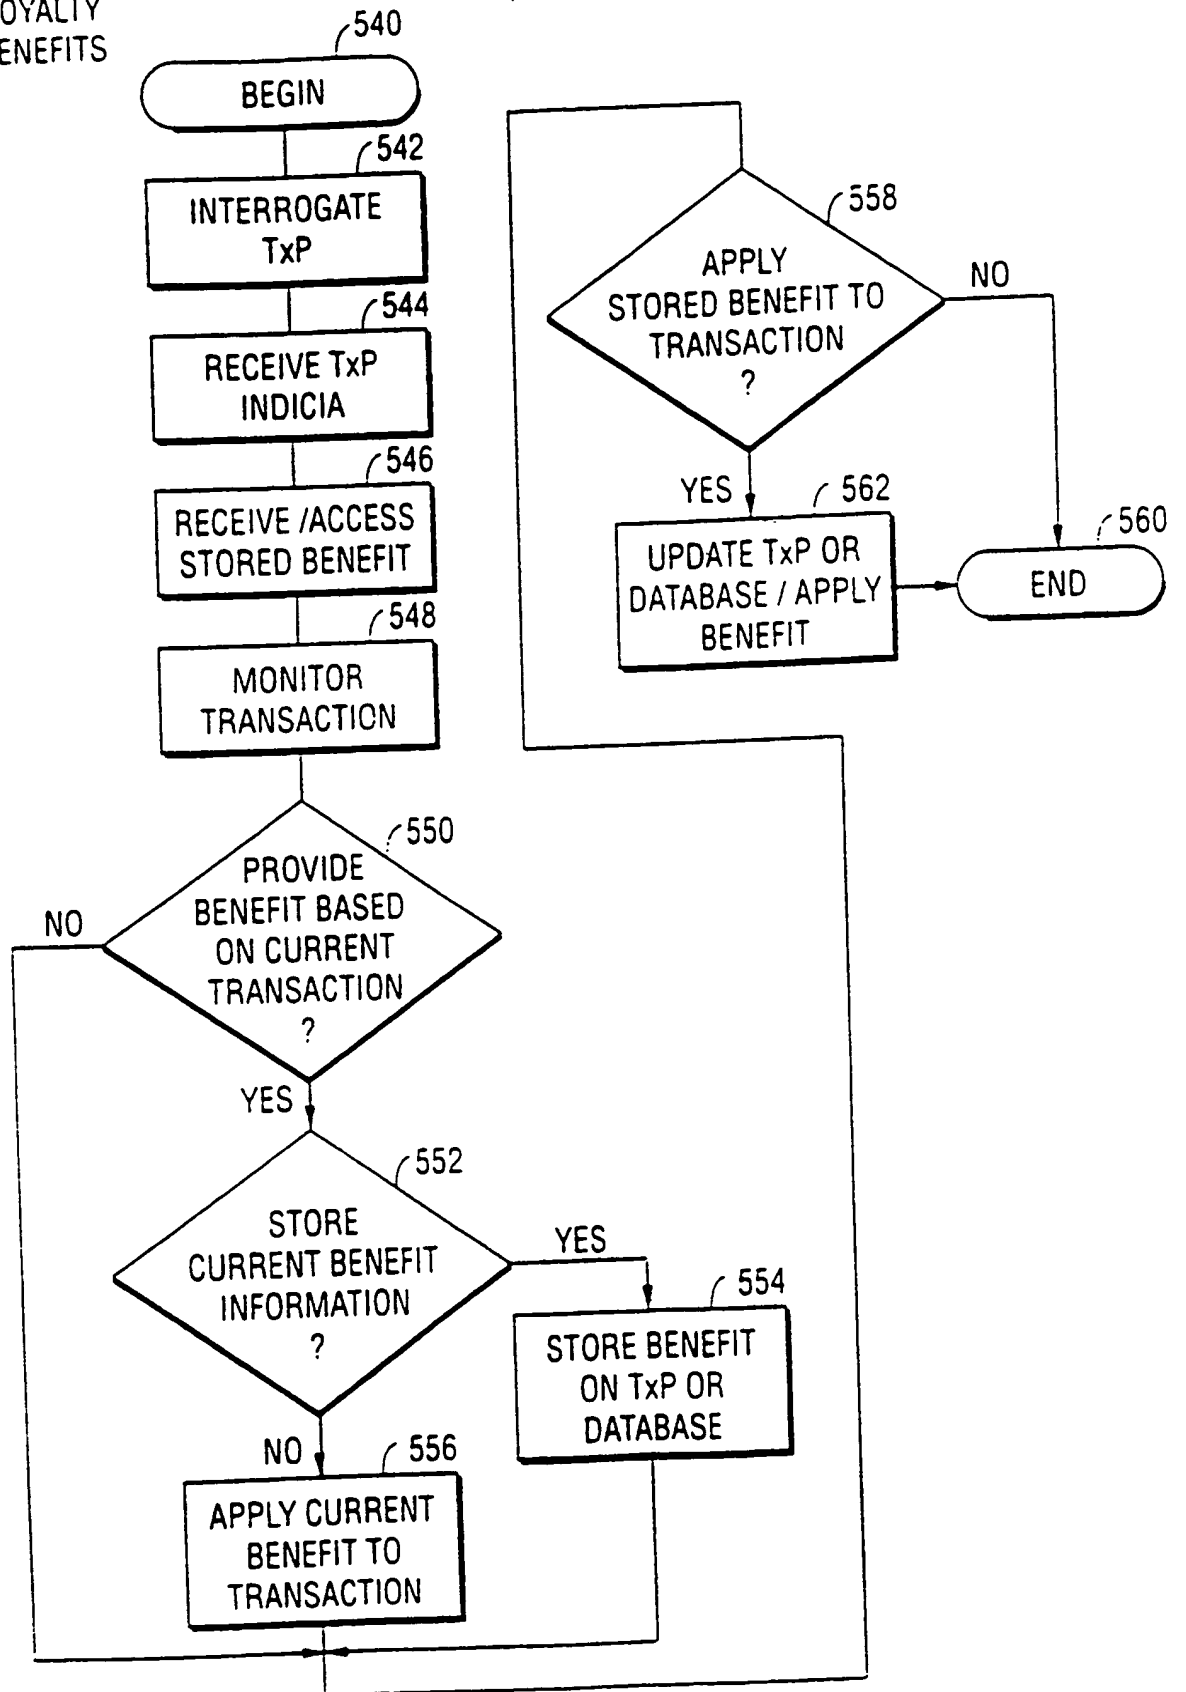 OYALTY
ENEFITS
540
BEGIN
542
INTERROGATE
TxP
544
RECEIVE TxP
INDICIA
546
RECEIVE /ACCESS
STORED BENEFIT
548
MONITOR
TRANSACTION
550
PROVIDE
BENEFIT BASED
ON CURRENT
TRANSACTION
?
NO
YES
552
STORE
CURRENT BENEFIT
INFORMATION
?
YES
554
STORE BENEFIT
ON TxP OR
DATABASE
NO
556
APPLY CURRENT
BENEFIT TO
TRANSACTION
558
APPLY
STORED BENEFIT TO
TRANSACTION
?
NO
YES
562
UPDATE TxP OR
DATABASE / APPLY
BENEFIT
560
END